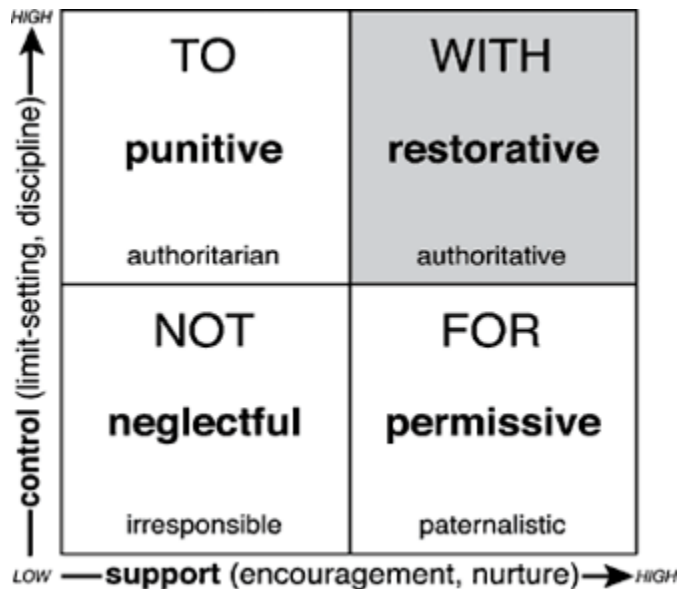 HIGH
TO
WITH
punitive
restorative
authoritarian
authoritative
control (limit-setting, discipline)
NOT
FOR
neglectful
permissive
irresponsible
paternalistic
LOW
support (encouragement, nurture)
HIGH